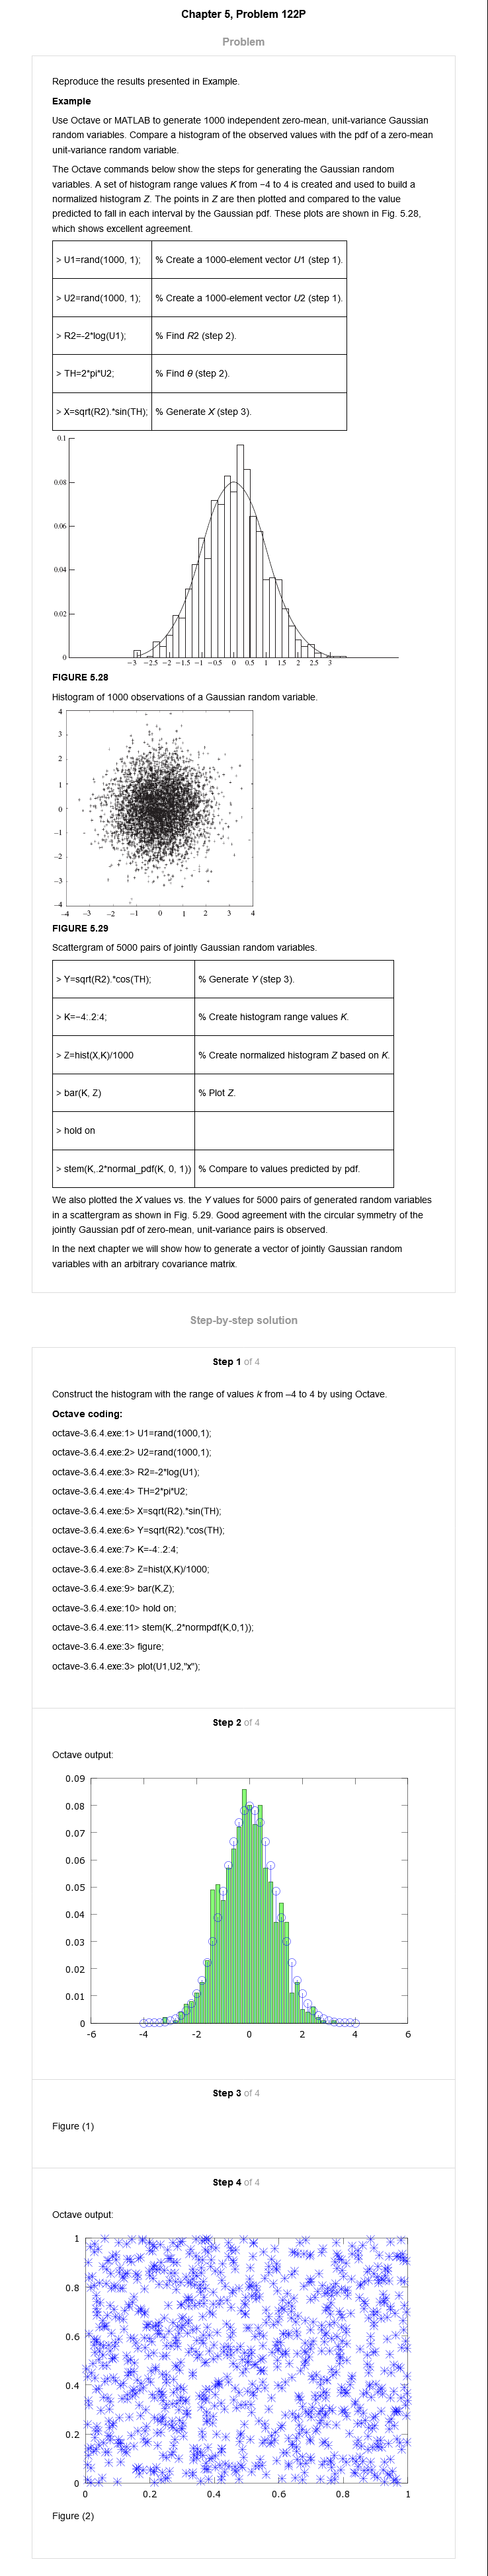 Chapter 5, Problem 122P
Problem
Reproduce the results presented in Example.
Example
Use Octave or MATLAB to generate 1000 independent zero-mean, unit-variance Gaussian
random variables. Compare a histogram of the observed values with the pdf of a zero-mean
unit-variance random variable.
The Octave commands below show the steps for generating the Gaussian random
variables. A set of histogram range values K from −4 to 4 is created and used to build a
normalized histogram Z. The points in Z are then plotted and compared to the value
predicted to fall in each interval by the Gaussian pdf. These plots are shown in Fig. 5.28,
which shows excellent agreement.
> U1=rand(1000, 1); % Create a 1000-element vector U1 (step 1).
> U2=rand(1000, 1); % Create a 1000-element vector U2 (step 1).
> R2=-2*log(U1); % Find R2 (step 2).
> TH=2*pi*U2; % Find θ (step 2).
> X=sqrt(R2).*sin(TH); % Generate X (step 3).
0.1
0.08
0.06
0.04
0.02
0
−3 −2.5 −2 −1.5 −1 −0.5 0 0.5 1 1.5 2 2.5 3
FIGURE 5.28
Histogram of 1000 observations of a Gaussian random variable.
4
3
2
1
0
−1
−2
−3
−4
−4 −3 −2 −1 0 1 2 3 4
FIGURE 5.29
Scattergram of 5000 pairs of jointly Gaussian random variables.
> Y=sqrt(R2).*cos(TH); % Generate Y (step 3).
> K=−4:.2:4; % Create histogram range values K.
> Z=hist(X,K)/1000 % Create normalized histogram Z based on K.
> bar(K, Z) % Plot Z.
> hold on
> stem(K,.2*normal_pdf(K, 0, 1)) % Compare to values predicted by pdf.
We also plotted the X values vs. the Y values for 5000 pairs of generated random variables
in a scattergram as shown in Fig. 5.29. Good agreement with the circular symmetry of the
jointly Gaussian pdf of zero-mean, unit-variance pairs is observed.
In the next chapter we will show how to generate a vector of jointly Gaussian random
variables with an arbitrary covariance matrix.
Step-by-step solution
Step 1 of 4
Construct the histogram with the range of values k from –4 to 4 by using Octave.
Octave coding:
octave-3.6.4.exe:1> U1=rand(1000,1);
octave-3.6.4.exe:2> U2=rand(1000,1);
octave-3.6.4.exe:3> R2=-2*log(U1);
octave-3.6.4.exe:4> TH=2*pi*U2;
octave-3.6.4.exe:5> X=sqrt(R2).*sin(TH);
octave-3.6.4.exe:6> Y=sqrt(R2).*cos(TH);
octave-3.6.4.exe:7> K=-4:.2:4;
octave-3.6.4.exe:8> Z=hist(X,K)/1000;
octave-3.6.4.exe:9> bar(K,Z);
octave-3.6.4.exe:10> hold on;
octave-3.6.4.exe:11> stem(K,.2*normpdf(K,0,1));
octave-3.6.4.exe:3> figure;
octave-3.6.4.exe:3> plot(U1,U2,"x");
Step 2 of 4
Octave output:
0.09
0.08
0.07
0.06
0.05
0.04
0.03
0.02
0.01
0
-6 -4 -2 0 2 4 6
Step 3 of 4
Figure (1)
Step 4 of 4
Octave output:
1
0.8
0.6
0.4
0.2
0
0 0.2 0.4 0.6 0.8 1
Figure (2)